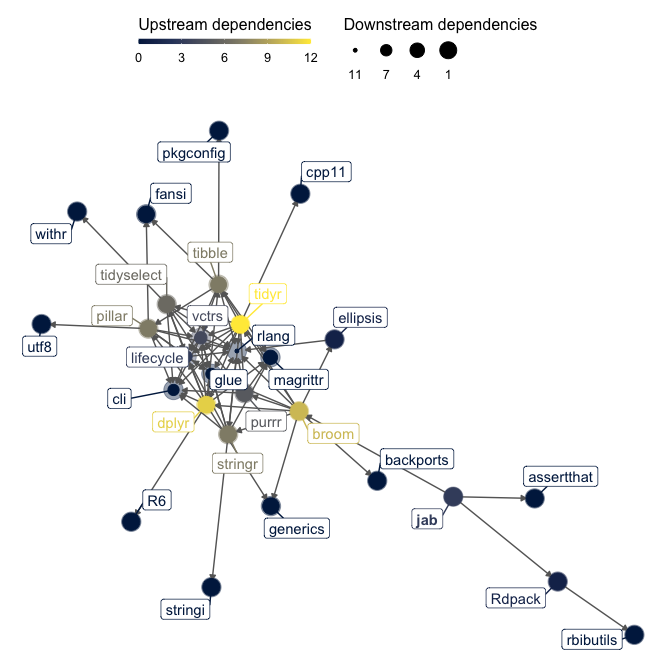 Upstream dependencies
Downstream dependencies
0 3 6 9 12
11 7 4 1
pkgconfig
cpp11
fansi
withr
tibble
tidyselect
tidyr
pillar
vctrs
ellipsis
rlang
utf8
lifecycle
glue
magrittr
cli
dplyr
purrr
broom
stringr
backports
assertthat
R6
jab
generics
Rdpack
stringi
rbibutils